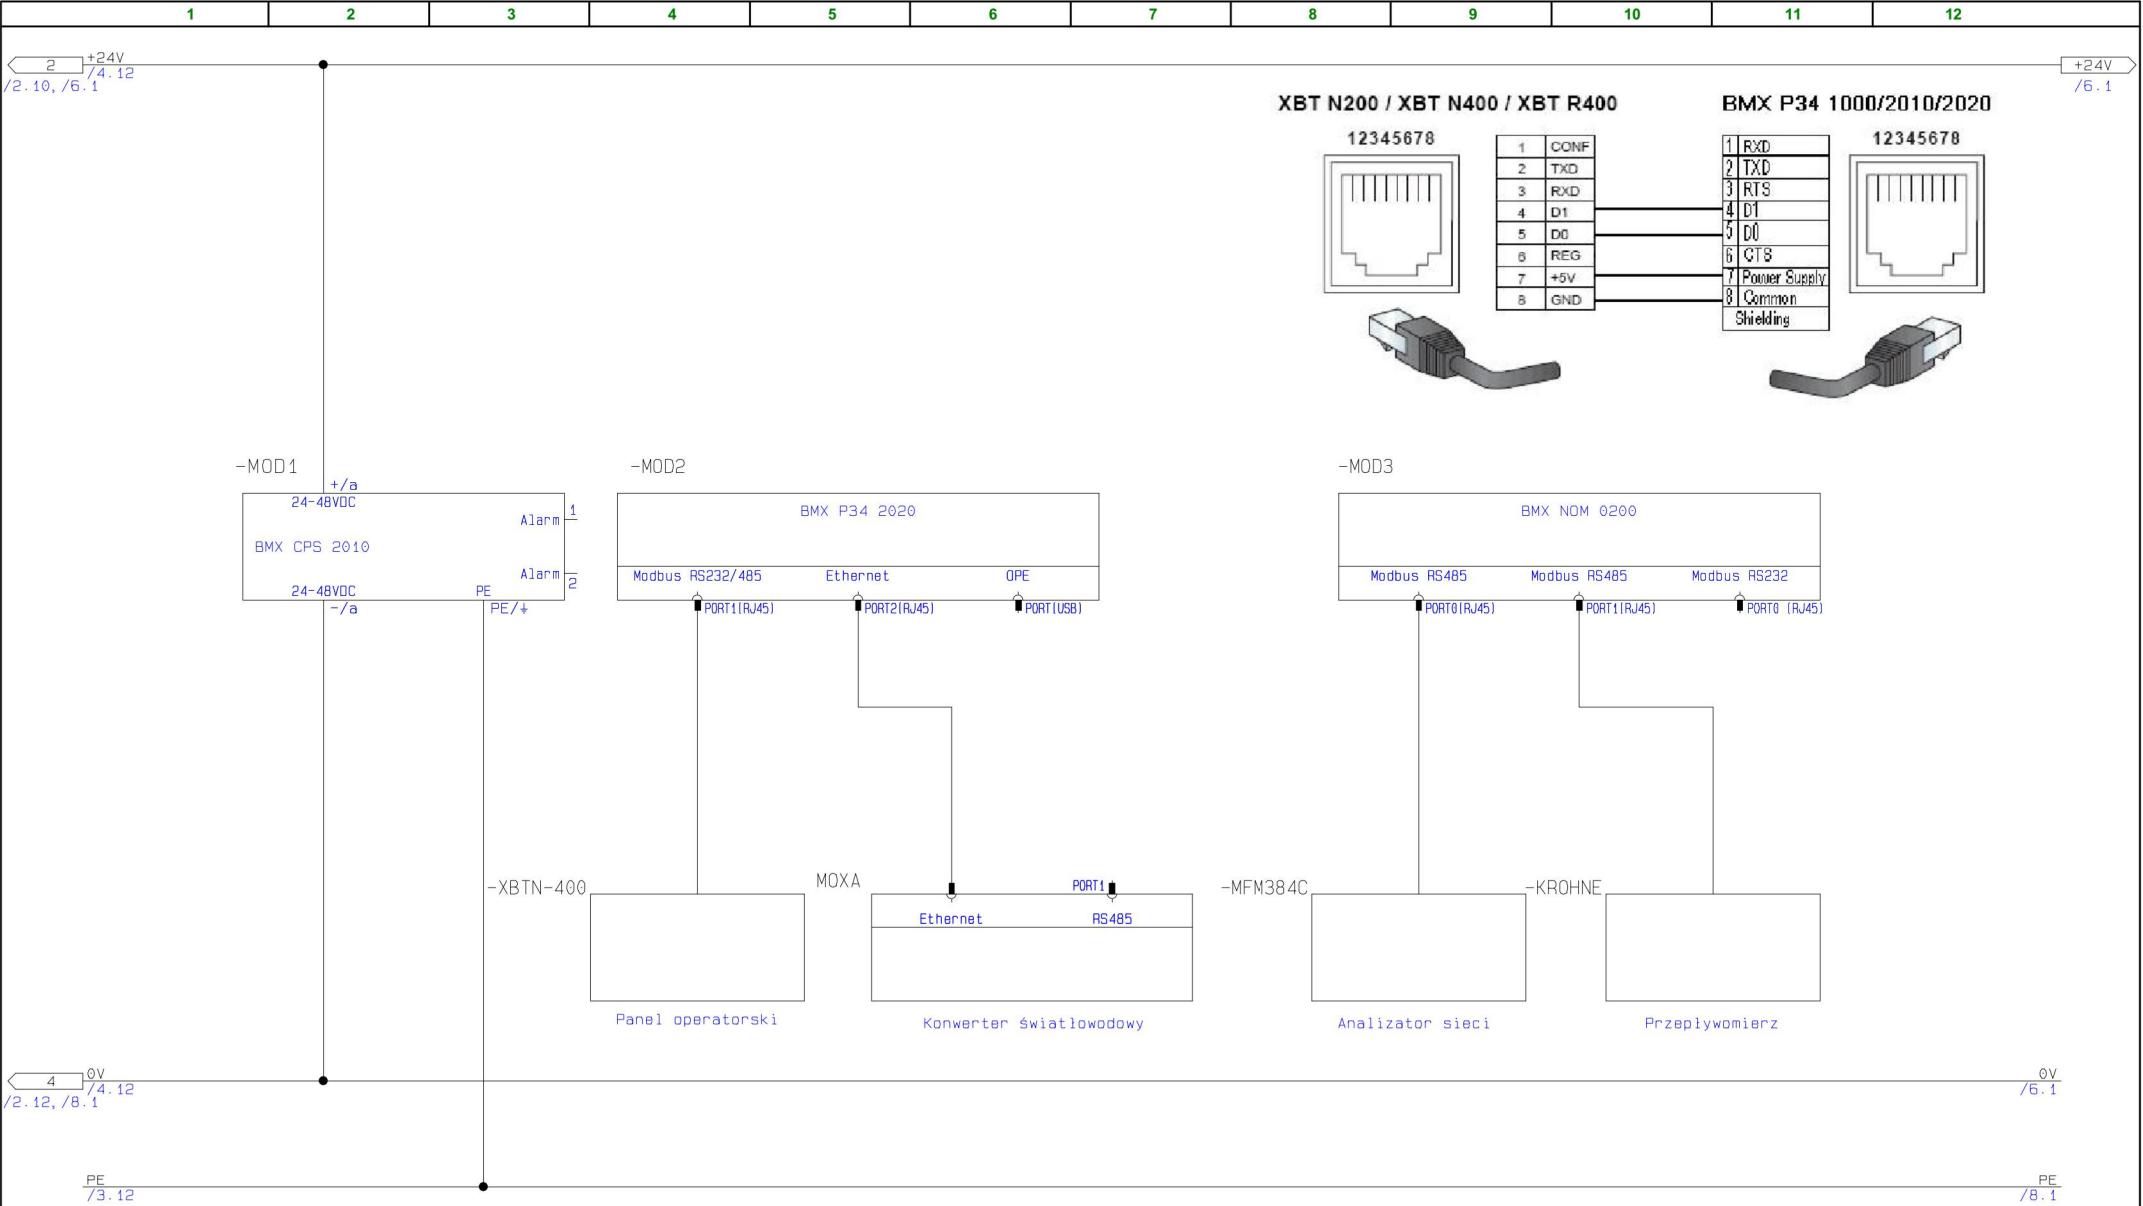 1 2 3 4 5 6 7 8 9 10 11 12
2 +24V
/4.12
/2.10,/6.1
+24V
/6.1
XBT N200 / XBT N400 / XBT R400 BMX P34 1000/2010/2020
12345678
1 CONF
2 TXD
3 RXD
4 D1
5 D0
6 REG
7 +5V
8 GND
1 RXD
2 TXD
3 RTS
4 D1
5 D0
6 CTS
7 Power Supply
8 Common
Shielding
12345678
-MOD1
+/a
24-48VDC
Alarm 1
BMX CPS 2010
Alarm 2
24-48VDC PE
-/a PE/⏚
-MOD2
BMX P34 2020
Modbus RS232/485 Ethernet OPE
PORT1(RJ45) PORT2(RJ45) PORT(USB)
-MOD3
BMX NOM 0200
Modbus RS485 Modbus RS485 Modbus RS232
PORT0(RJ45) PORT1(RJ45) PORT0 (RJ45)
-XBTN-400
Panel operatorski
MOXA
PORT1
Ethernet RS485
Konwerter światłowodowy
-MFM384C
Analizator sieci
-KROHNE
Przepływomierz
4 0V
/4.12
/2.12,/8.1
0V
/6.1
PE
/3.12
PE
/8.1